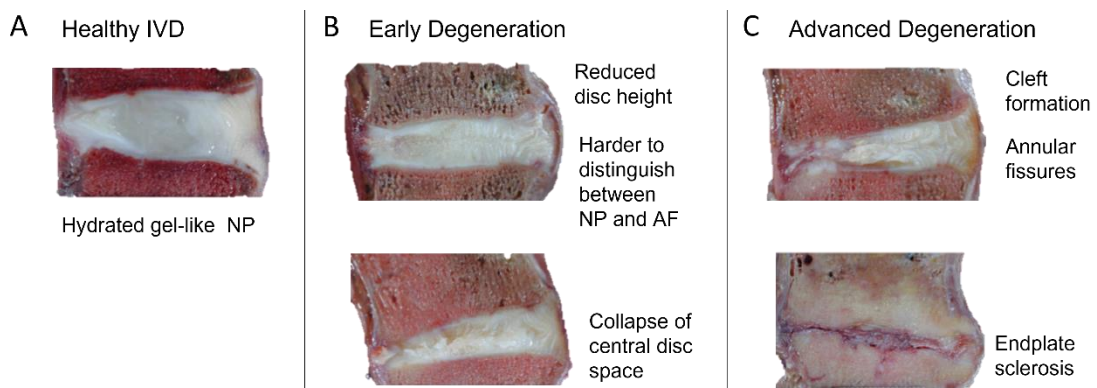 A Healthy IVD
Hydrated gel-like NP
B Early Degeneration
Reduced
disc height
Harder to
distinguish
between
NP and AF
Collapse of
central disc
space
C Advanced Degeneration
Cleft
formation
Annular
fissures
Endplate
sclerosis